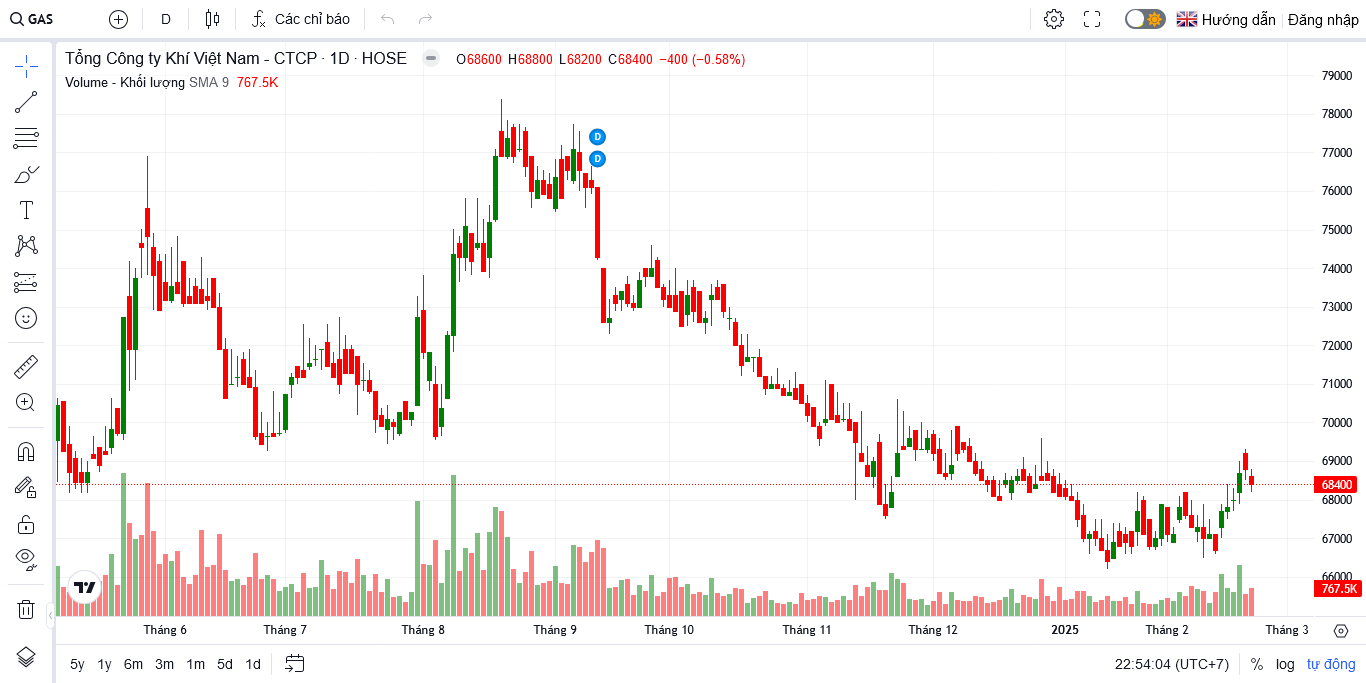 GAS D Các chỉ báo Hướng dẫn Đăng nhập
Tổng Công ty Khí Việt Nam - CTCP · 1D · HOSE O68600 H68800 L68200 C68400 −400 (−0.58%)
Volume - Khối lượng SMA 9 767.5K
D
D
79000
78000
77000
76000
75000
74000
73000
72000
71000
70000
69000
68400
68000
67000
66000
767.5K
Tháng 6 Tháng 7 Tháng 8 Tháng 9 Tháng 10 Tháng 11 Tháng 12 2025 Tháng 2 Tháng 3
5y 1y 6m 3m 1m 5d 1d 22:54:04 (UTC+7) % log tự động